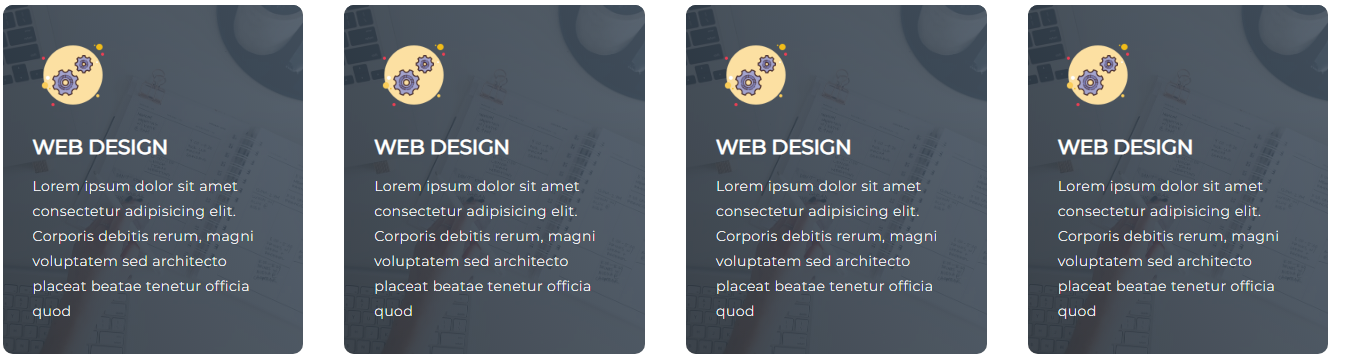 WEB DESIGN
Lorem ipsum dolor sit amet
consectetur adipisicing elit.
Corporis debitis rerum, magni
voluptatem sed architecto
placeat beatae tenetur officia
quod
WEB DESIGN
Lorem ipsum dolor sit amet
consectetur adipisicing elit.
Corporis debitis rerum, magni
voluptatem sed architecto
placeat beatae tenetur officia
quod
WEB DESIGN
Lorem ipsum dolor sit amet
consectetur adipisicing elit.
Corporis debitis rerum, magni
voluptatem sed architecto
placeat beatae tenetur officia
quod
WEB DESIGN
Lorem ipsum dolor sit amet
consectetur adipisicing elit.
Corporis debitis rerum, magni
voluptatem sed architecto
placeat beatae tenetur officia
quod